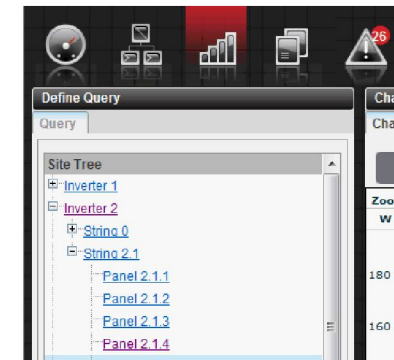 26
Define Query
Cha
Query
Cha
Site Tree
Inverter 1
Inverter 2
Zoo
W
String 0
String 2.1
Panel 2.1.1
180
Panel 2.1.2
Panel 2.1.3
160
Panel 2.1.4